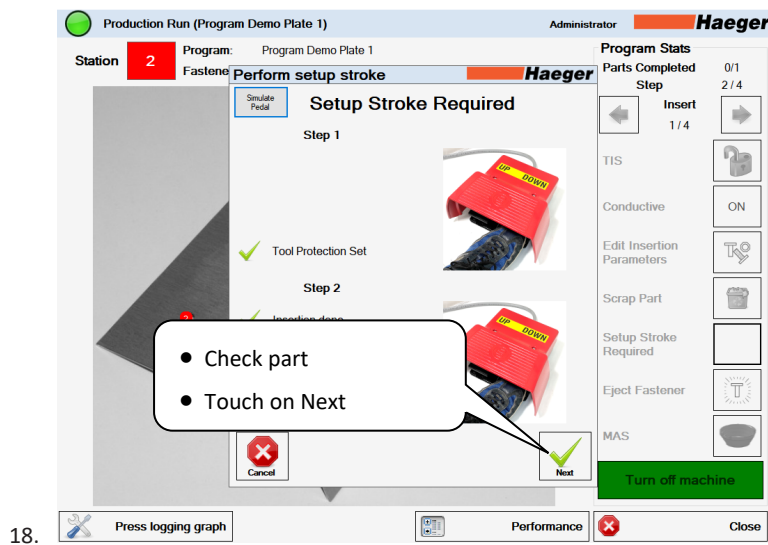 Production Run (Program Demo Plate 1)
Administrator
Haeger
Station
2
Program: Program Demo Plate 1
Perform setup stroke
Haeger
Simulate
Pedal
Setup Stroke Required
Step 1
UP DOWN
Tool Protection Set
Step 2
UP DOWN
• Check part
• Touch on Next
Cancel
Next
Program Stats
Parts Completed 0/1
Step 2 / 4
Insert
1 / 4
TIS
Conductive
ON
Edit Insertion
Parameters
Scrap Part
Setup Stroke
Required
Eject Fastener
MAS
Turn off machine
Press logging graph
Performance
Close
18.